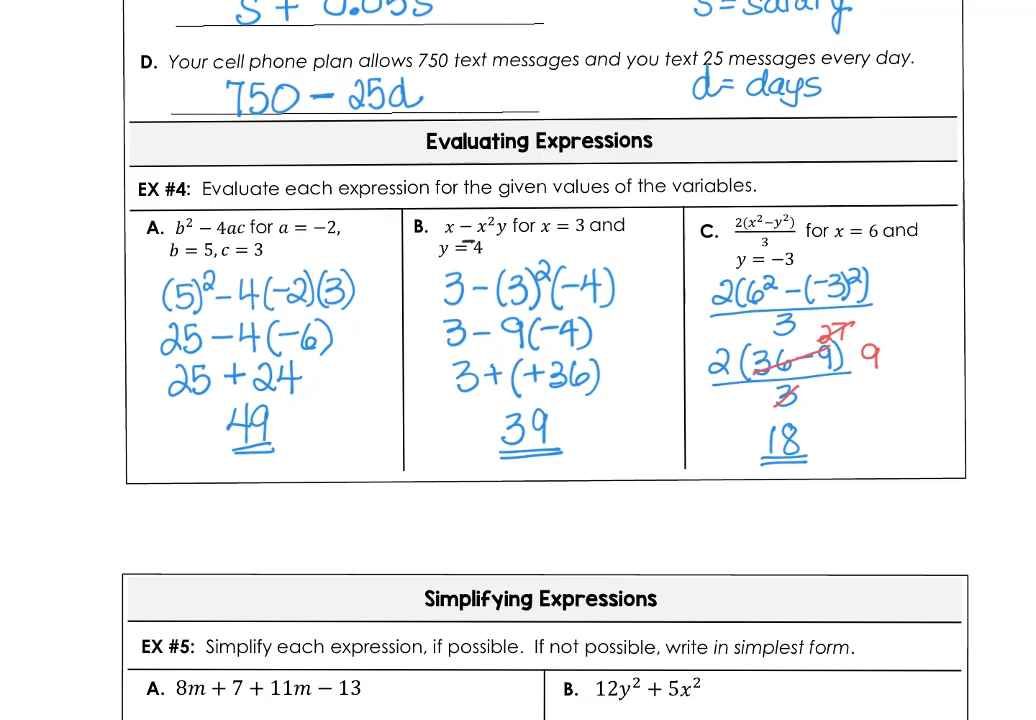 S + 0.05s s = salary
D. Your cell phone plan allows 750 text messages and you text 25 messages every day.
750 − 25d d = days
Evaluating Expressions
EX #4: Evaluate each expression for the given values of the variables.
A. b² − 4ac for a = −2,
b = 5, c = 3
(5)² − 4(−2)(3)
25 − 4(−6)
25 + 24
49
B. x − x²y for x = 3 and
y = −4
3 − (3)²(−4)
3 − 9(−4)
3 + (+36)
39
C. 2(x²−y²)/3 for x = 6 and
y = −3
2(6² − (−3)²)
3
27
2(36 − 9) 9
3
18
Simplifying Expressions
EX #5: Simplify each expression, if possible. If not possible, write in simplest form.
A. 8m + 7 + 11m − 13
B. 12y² + 5x²